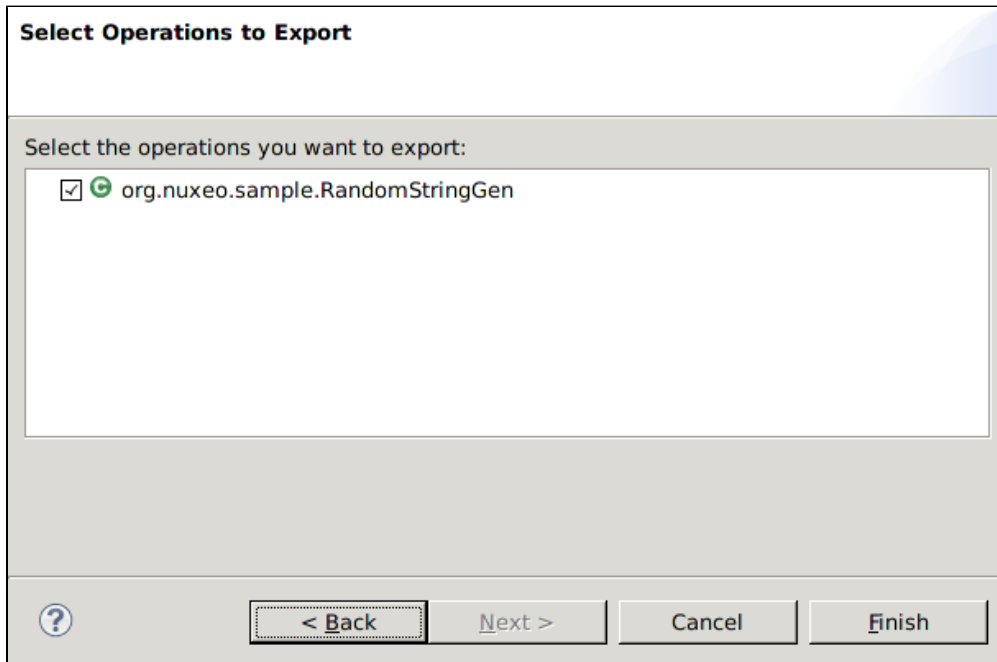 Select Operations to Export
Select the operations you want to export:
C org.nuxeo.sample.RandomStringGen
? < Back Next > Cancel Finish